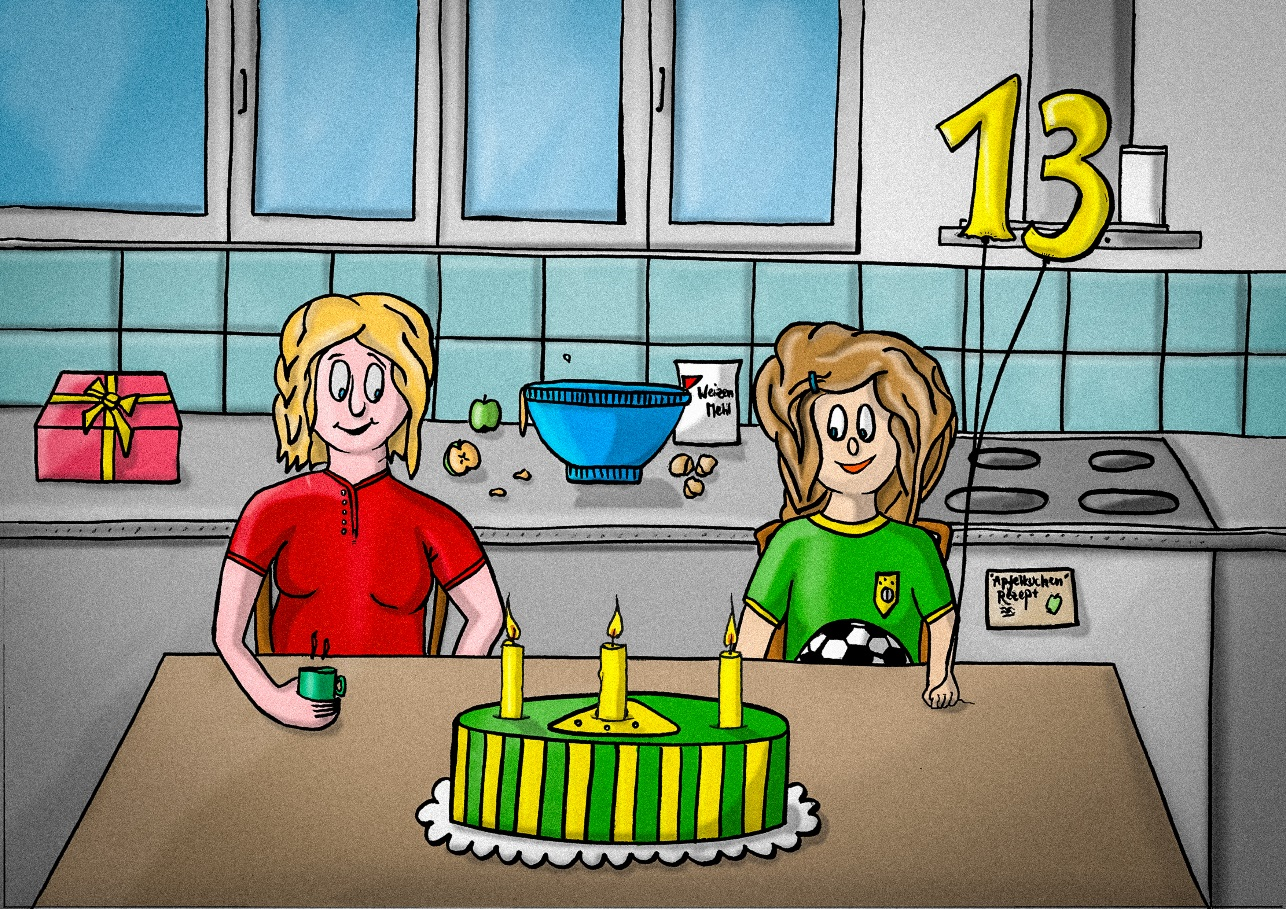 13
Weizen
Mehl
"Apfelkuchen"
Rezept